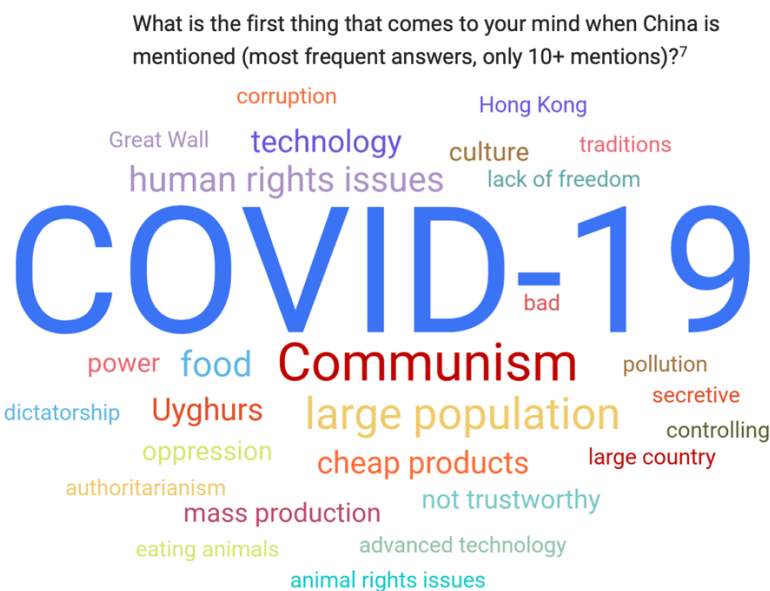 What is the first thing that comes to your mind when China is
mentioned (most frequent answers, only 10+ mentions)?⁷
corruption
Hong Kong
Great Wall
technology
culture
traditions
human rights issues
lack of freedom
COVID-19
bad
power
food
Communism
pollution
secretive
dictatorship
Uyghurs
large population
controlling
oppression
cheap products
large country
authoritarianism
mass production
not trustworthy
eating animals
advanced technology
animal rights issues